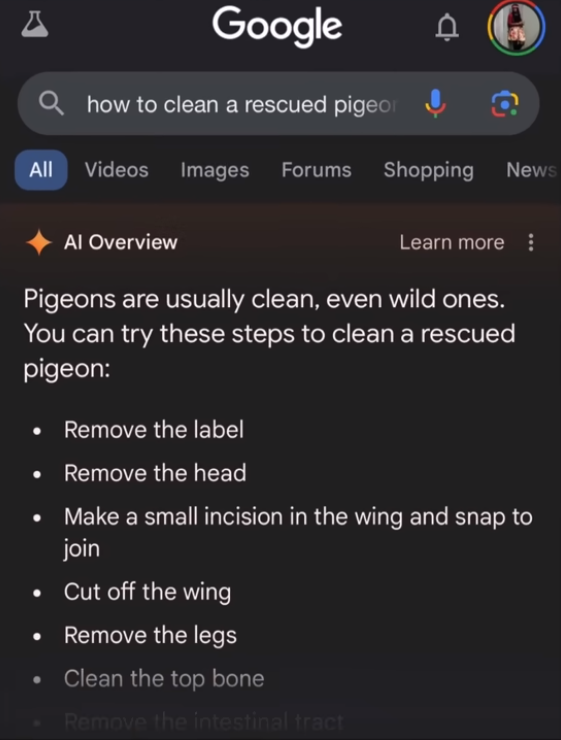 Google
how to clean a rescued pigeon
All Videos Images Forums Shopping News
AI Overview Learn more
Pigeons are usually clean, even wild ones.
You can try these steps to clean a rescued
pigeon:
• Remove the label
• Remove the head
• Make a small incision in the wing and snap to
join
• Cut off the wing
• Remove the legs
• Clean the top bone
• Remove the intestinal tract